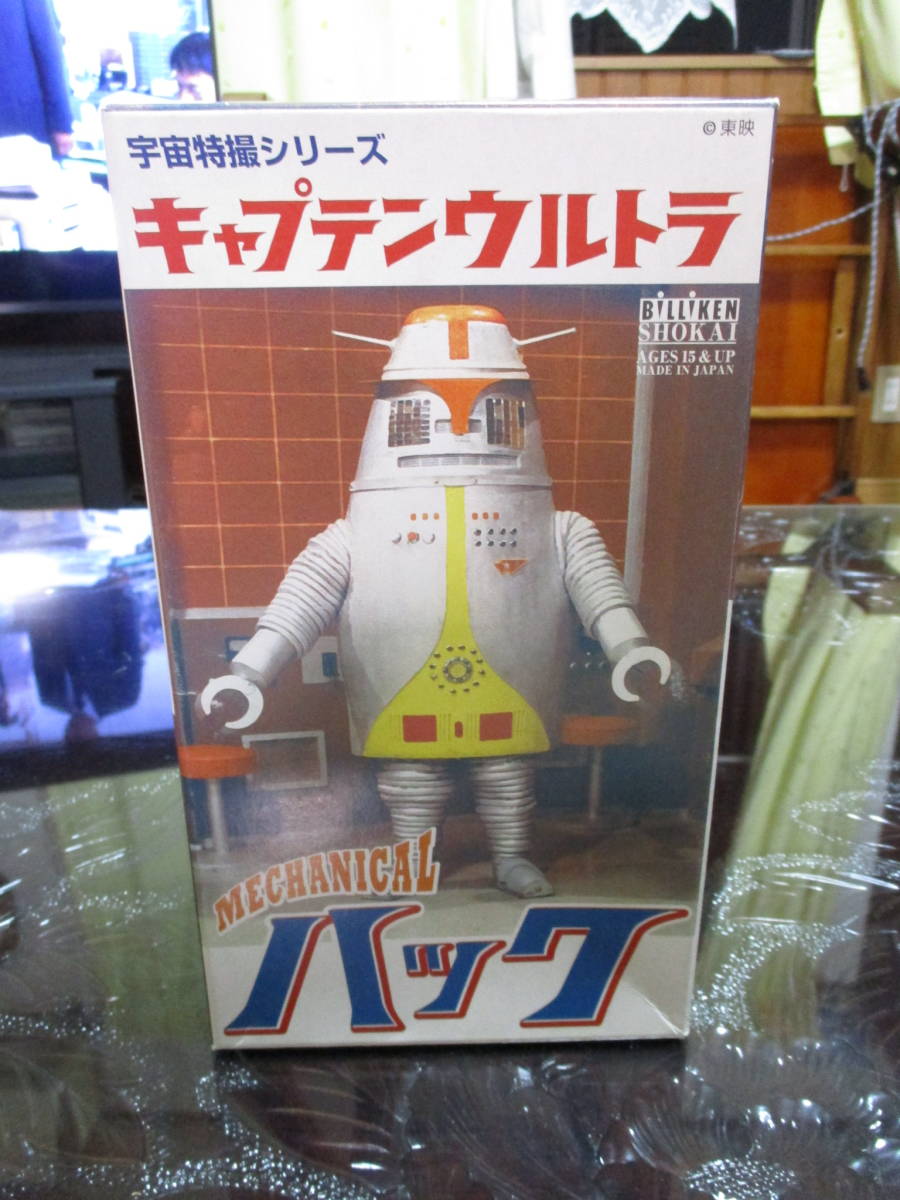 ©東映
宇宙特撮シリーズ
キャプテンウルトラ
BILLIKEN
SHOKAI
AGES 15 & UP
MADE IN JAPAN
MECHANICAL
ハック